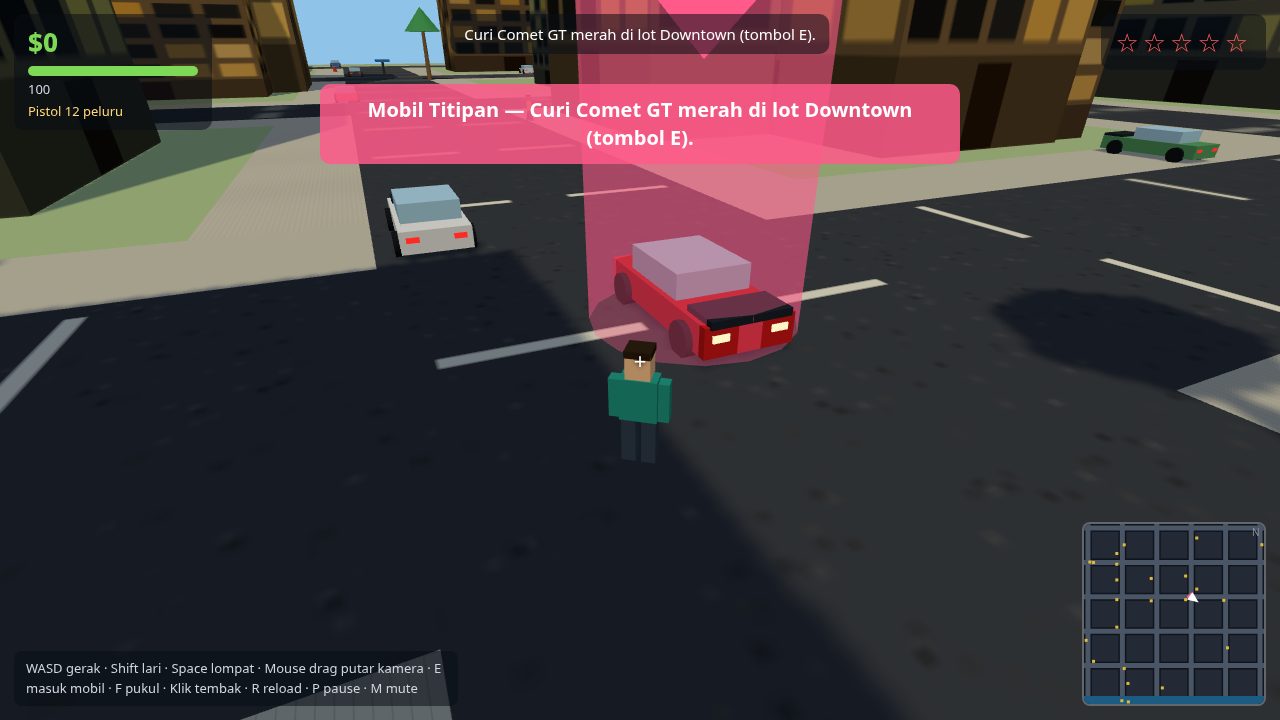 Curi Comet GT merah di lot Downtown (tombol E).
$0
100
Pistol 12 peluru
☆ ☆ ☆ ☆ ☆
Mobil Titipan — Curi Comet GT merah di lot Downtown
(tombol E).
N
WASD gerak · Shift lari · Space lompat · Mouse drag putar kamera · E
masuk mobil · F pukul · Klik tembak · R reload · P pause · M mute